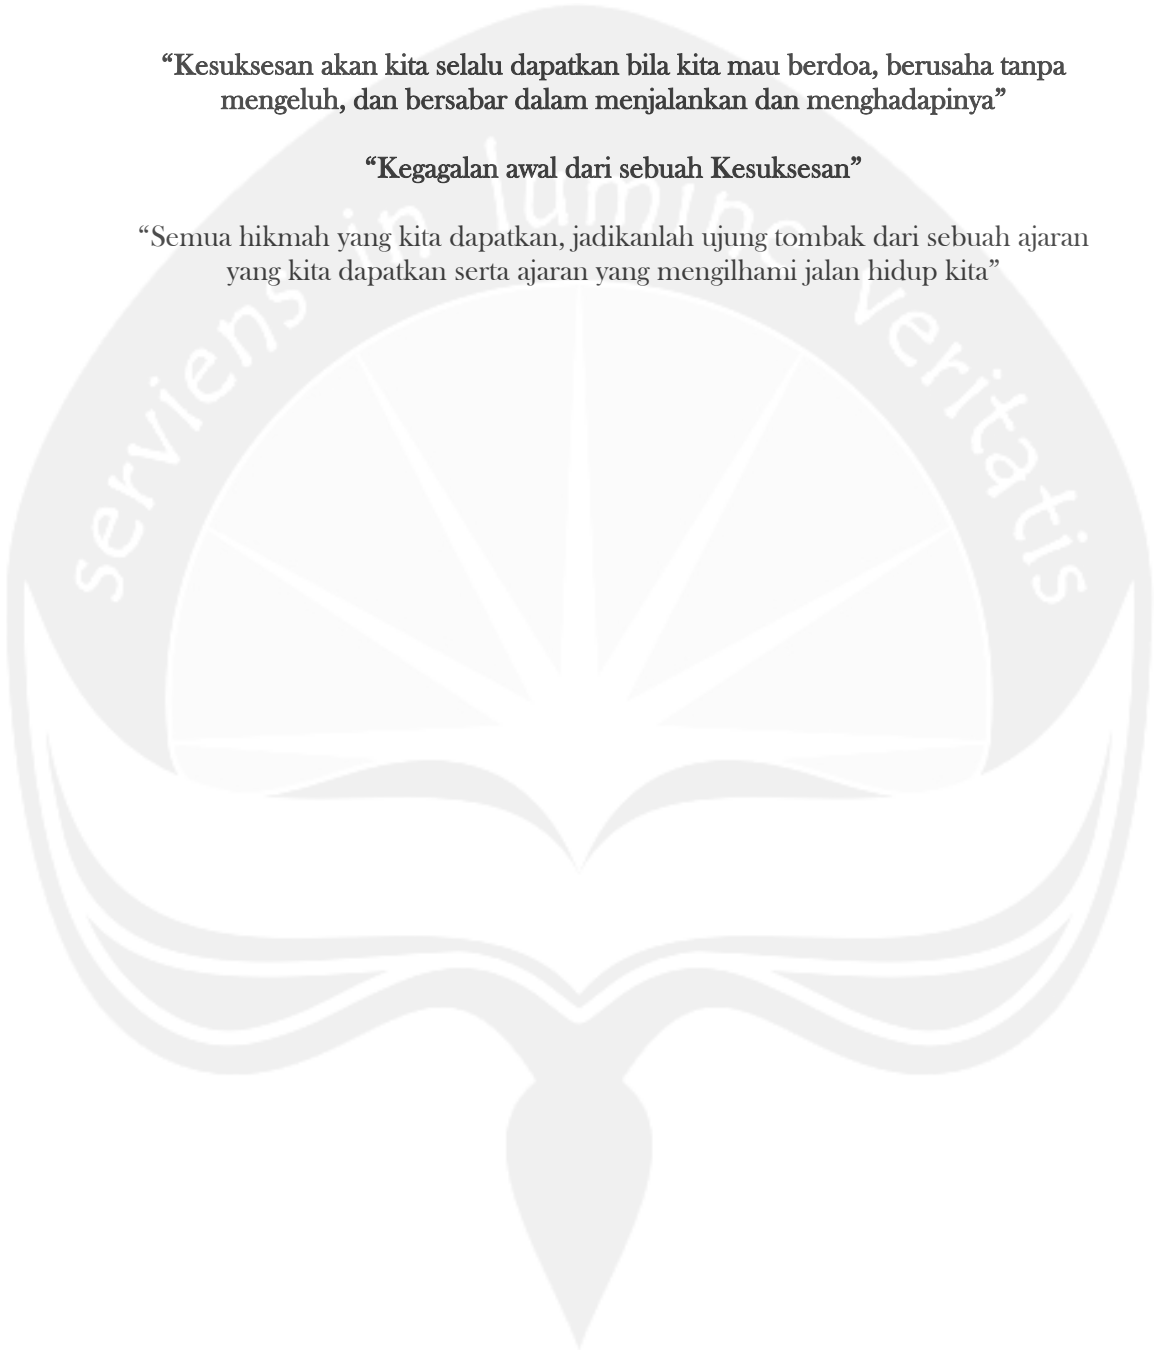 “Kesuksesan akan kita selalu dapatkan bila kita mau berdoa, berusaha tanpa
mengeluh, dan bersabar dalam menjalankan dan menghadapinya”
“Kegagalan awal dari sebuah Kesuksesan”
“Semua hikmah yang kita dapatkan, jadikanlah ujung tombak dari sebuah ajaran
yang kita dapatkan serta ajaran yang mengilhami jalan hidup kita”
serviens in lumine veritatis